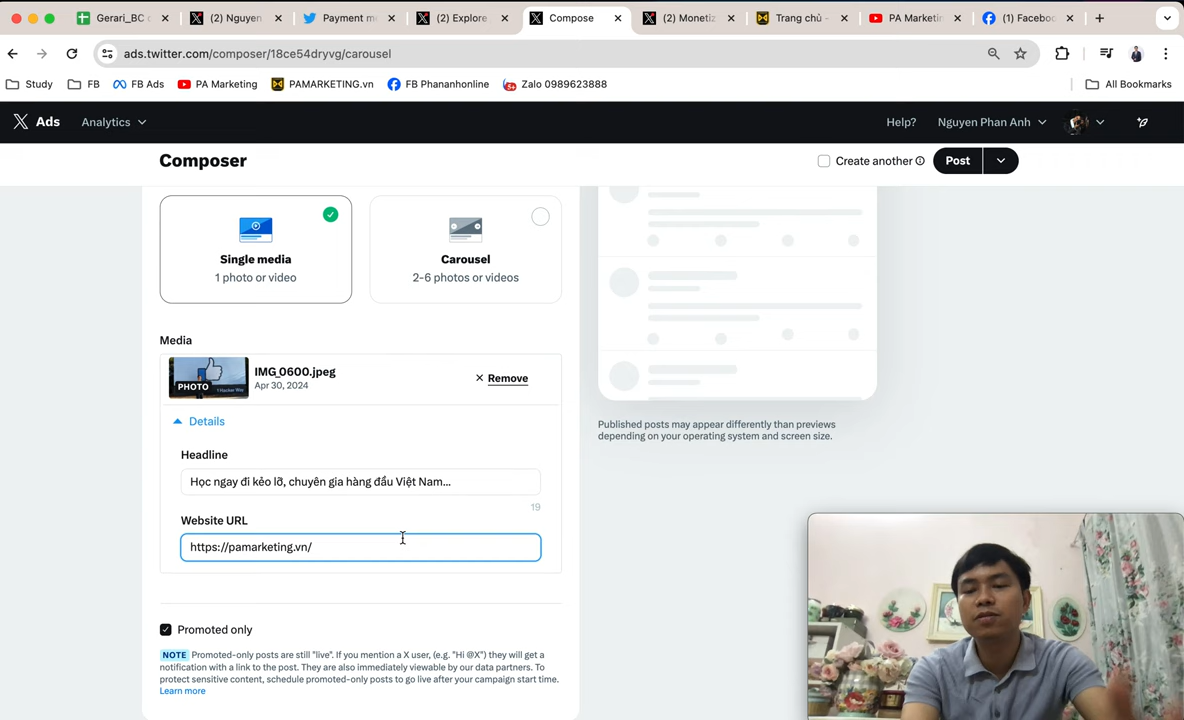 Gerari_BC
(2) Nguyen
Payment m
(2) Explore
Compose
(2) Monetiz
Trang chủ -
PA Marketin
(1) Faceboo
ads.twitter.com/composer/18ce54dryvg/carousel
Study
FB
FB Ads
PA Marketing
PAMARKETING.vn
FB Phananhonline
Zalo 0989623888
All Bookmarks
X Ads
Analytics
Help?
Nguyen Phan Anh
Composer
Create another
Post
Single media
1 photo or video
Carousel
2-6 photos or videos
Media
PHOTO
IMG_0600.jpeg
Apr 30, 2024
Remove
Details
Headline
Học ngay đi kẻo lỡ, chuyên gia hàng đầu Việt Nam...
19
Website URL
https://pamarketing.vn/
Promoted only
NOTE Promoted-only posts are still "live". If you mention a X user, (e.g. "Hi @X") they will get a
notification with a link to the post. They are also immediately viewable by our data partners. To
protect sensitive content, schedule promoted-only posts to go live after your campaign start time.
Learn more
Published posts may appear differently than previews
depending on your operating system and screen size.